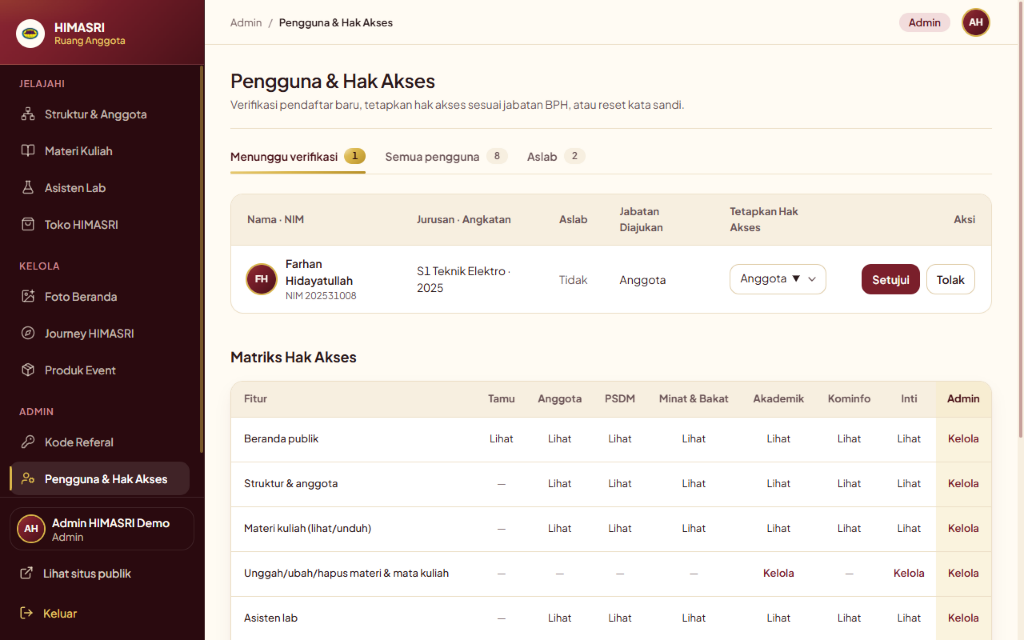 HIMASRI
Ruang Anggota
JELAJAHI
Struktur & Anggota
Materi Kuliah
Asisten Lab
Toko HIMASRI
KELOLA
Foto Beranda
Journey HIMASRI
Produk Event
ADMIN
Kode Referal
Pengguna & Hak Akses
AH
Admin HIMASRI Demo
Admin
Lihat situs publik
Keluar
Admin / Pengguna & Hak Akses
Admin
AH
Pengguna & Hak Akses
Verifikasi pendaftar baru, tetapkan hak akses sesuai jabatan BPH, atau reset kata sandi.
Menunggu verifikasi 1 Semua pengguna 8 Aslab 2
Nama · NIM Jurusan · Angkatan Aslab Jabatan Diajukan Tetapkan Hak Akses Aksi
FH Farhan Hidayatullah
NIM 202531008
S1 Teknik Elektro · 2025
Tidak
Anggota
Anggota ▼
Setujui
Tolak
Matriks Hak Akses
Fitur Tamu Anggota PSDM Minat & Bakat Akademik Kominfo Inti Admin
Beranda publik Lihat Lihat Lihat Lihat Lihat Lihat Lihat Kelola
Struktur & anggota — Lihat Lihat Lihat Lihat Lihat Lihat Kelola
Materi kuliah (lihat/unduh) — Lihat Lihat Lihat Lihat Lihat Lihat Kelola
Unggah/ubah/hapus materi & mata kuliah — — — — Kelola — Kelola Kelola
Asisten lab — Lihat Lihat Lihat Lihat Lihat Lihat Kelola